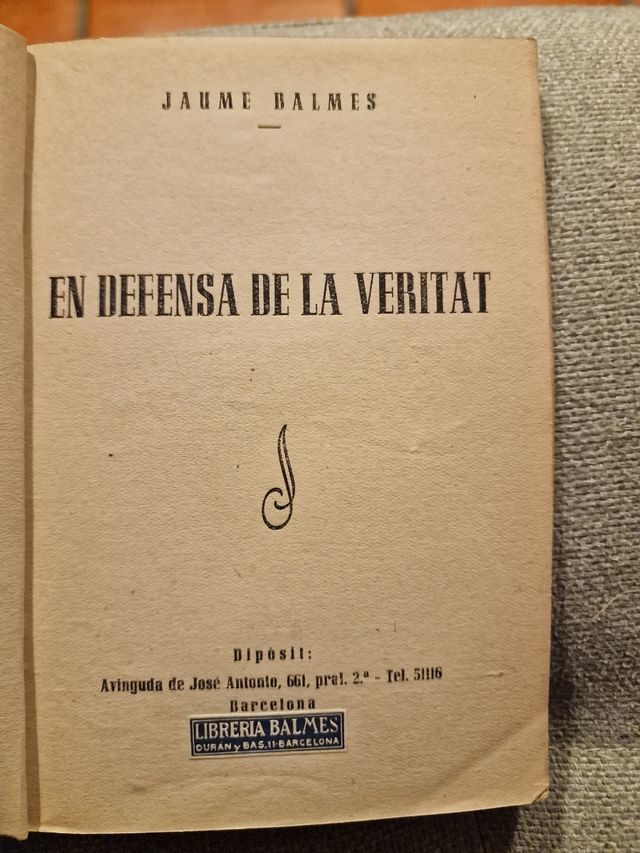 JAUME BALMES
EN DEFENSA DE LA VERITAT
Dipòsit:
Avinguda de José Antonio, 661, pral. 2.ª - Tel. 51116
Barcelona
LIBRERIA BALMES
DURAN y BAS, 11-BARCELONA